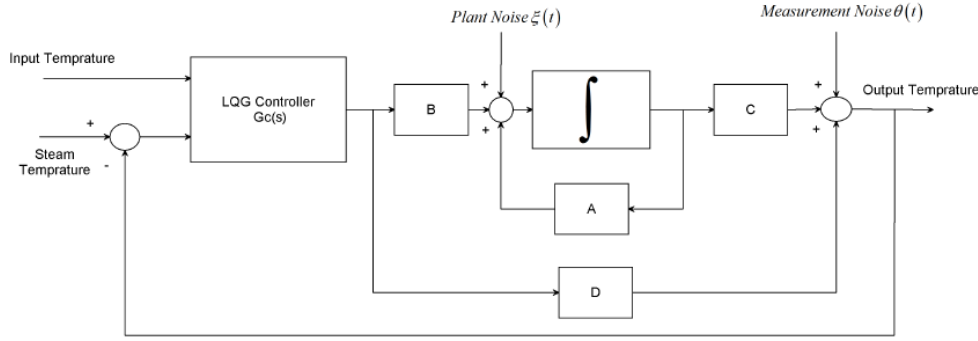 Plant Noise ξ(t)
Measurement Noise θ(t)
Input Temprature
LQG Controller
Gc(s)
B
+
+
∫
C
+
+
Output Temprature
+
-
Steam
Temprature
A
D